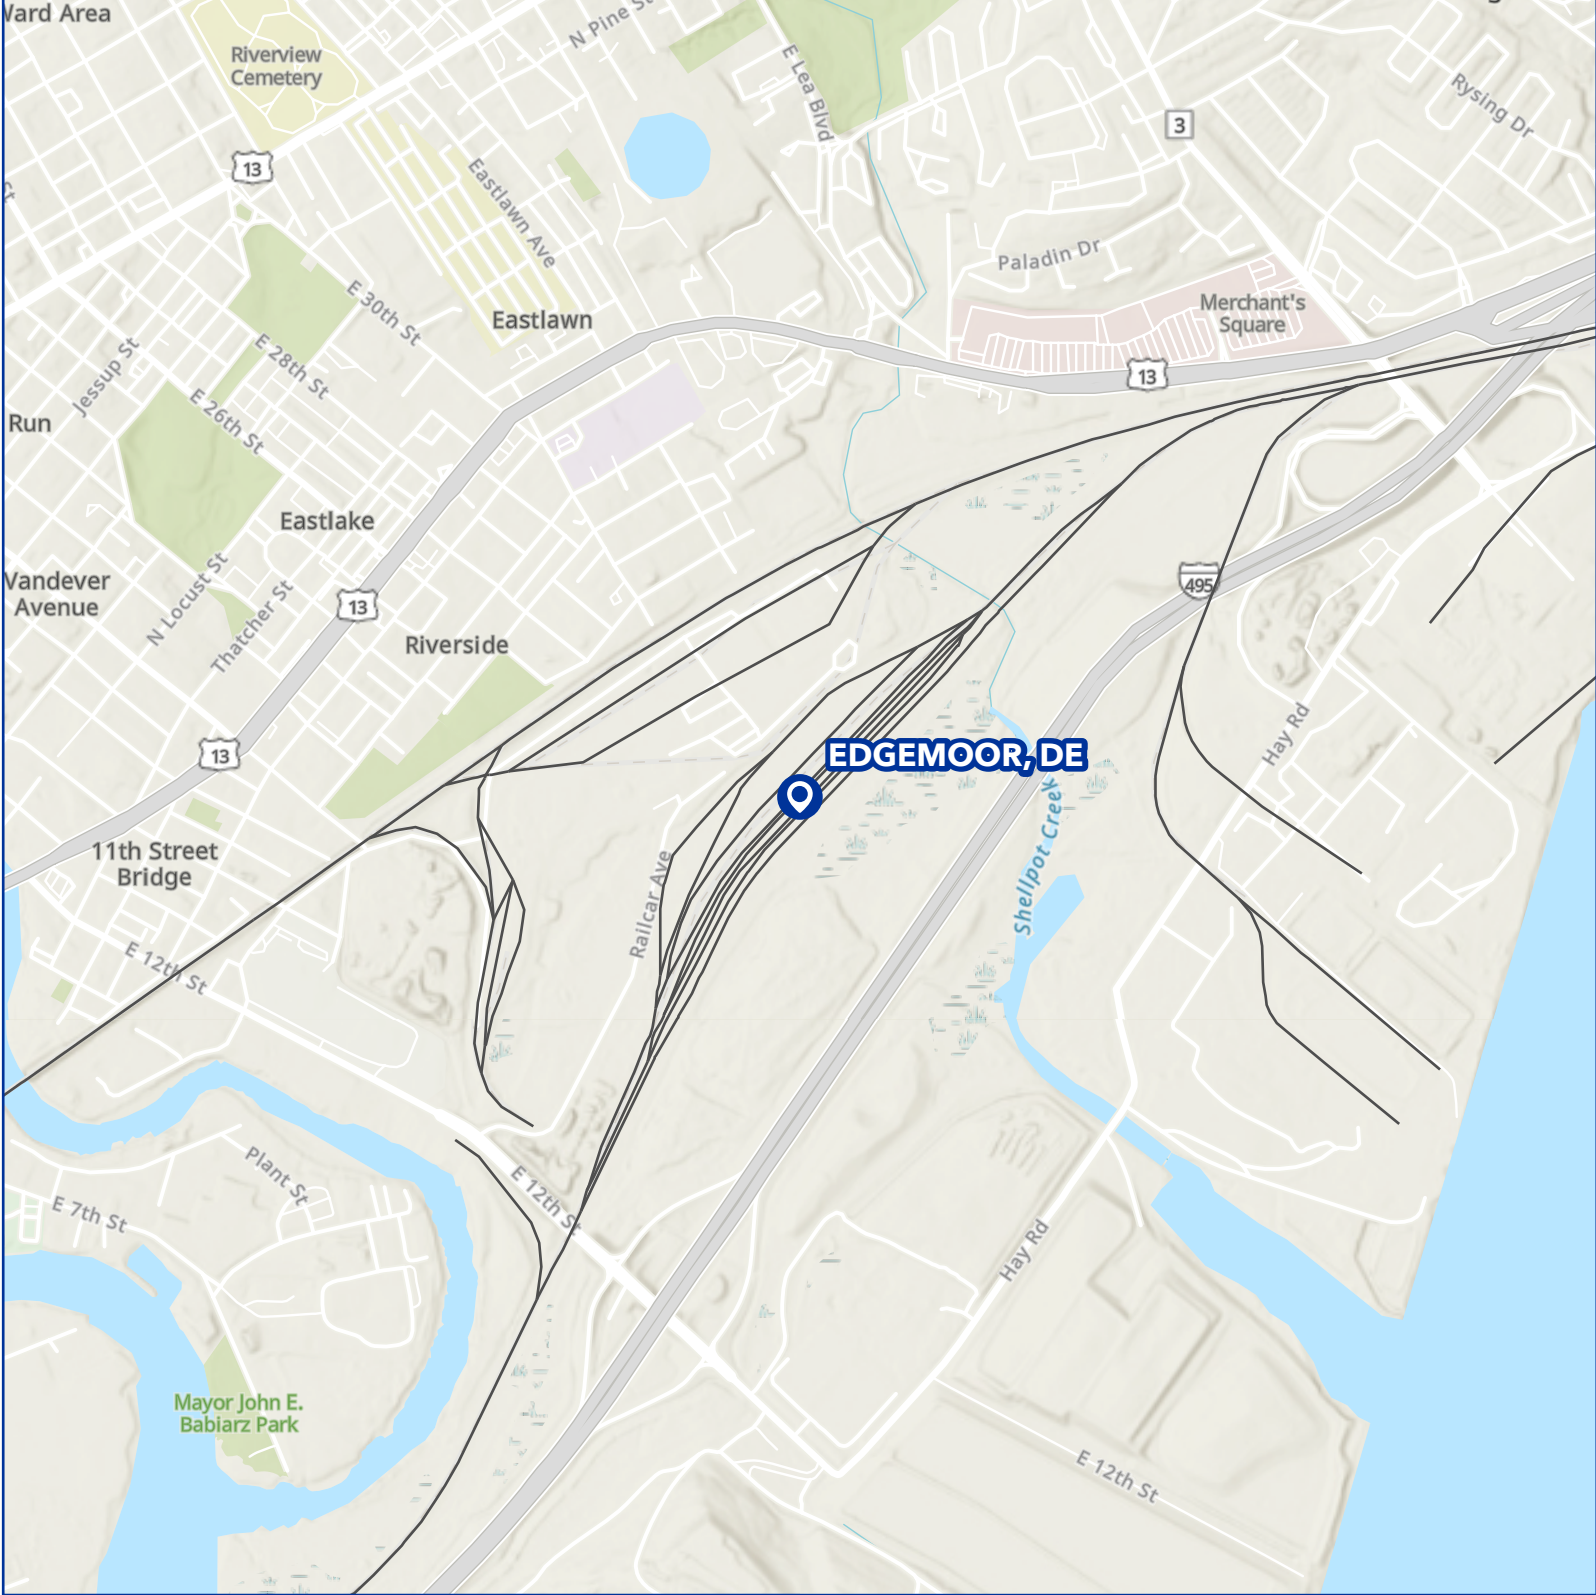 Ward Area
Riverview
Cemetery
N Pine St
E Lea Blvd
3
Rysing Dr
13
St
Eastlawn Ave
Paladin Dr
E 30th St
Eastlawn
Merchant's
Square
13
E 28th St
Jessup St
E 26th St
Run
Eastlake
Vandever
Avenue
N Locust St
Thatcher St
13
495
Riverside
Hay Rd
13
EDGEMOOR, DE
Shellpot Creek
11th Street
Bridge
Railcar Ave
E 12th St
Plant St
E 12th St
E 7th St
Hay Rd
Mayor John E.
Babiarz Park
E 12th St